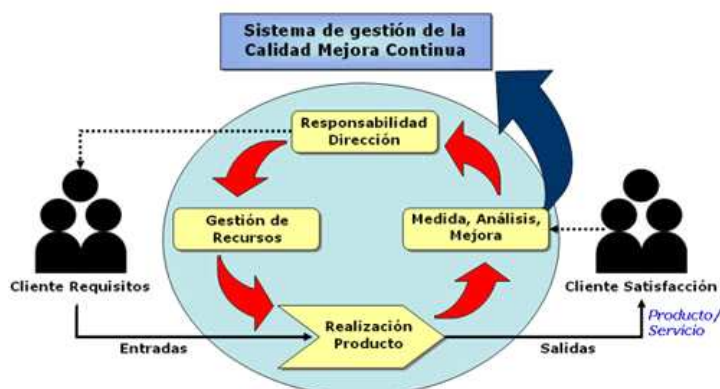 Sistema de gestión de la
Calidad Mejora Continua
Responsabilidad
Dirección
Gestión de
Recursos
Medida, Análisis,
Mejora
Cliente Requisitos
Cliente Satisfacción
Realización
Producto
Producto/
Servicio
Entradas
Salidas